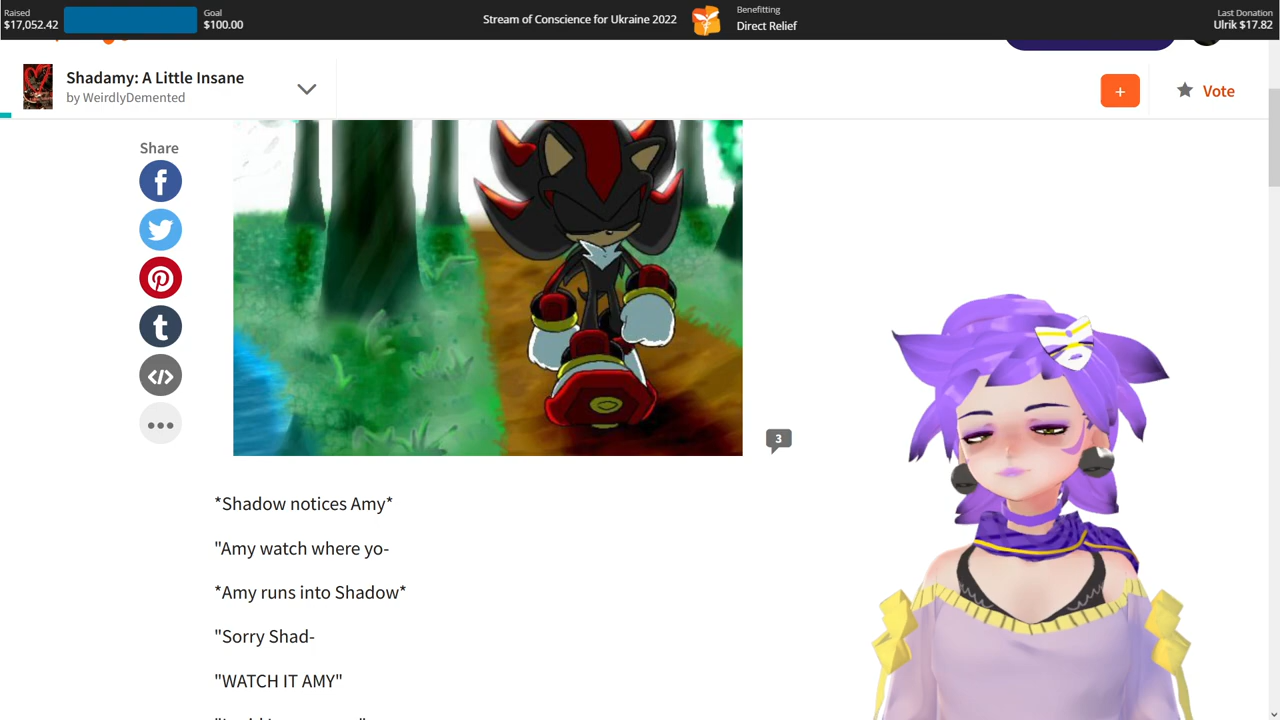 Raised
$17,052.42
Goal
$100.00
Stream of Conscience for Ukraine 2022
Benefitting
Direct Relief
Last Donation
Ulrik $17.82
Shadamy: A Little Insane
by WeirdlyDemented
+
Vote
Share
3
*Shadow notices Amy*
"Amy watch where yo-
*Amy runs into Shadow*
"Sorry Shad-
"WATCH IT AMY"